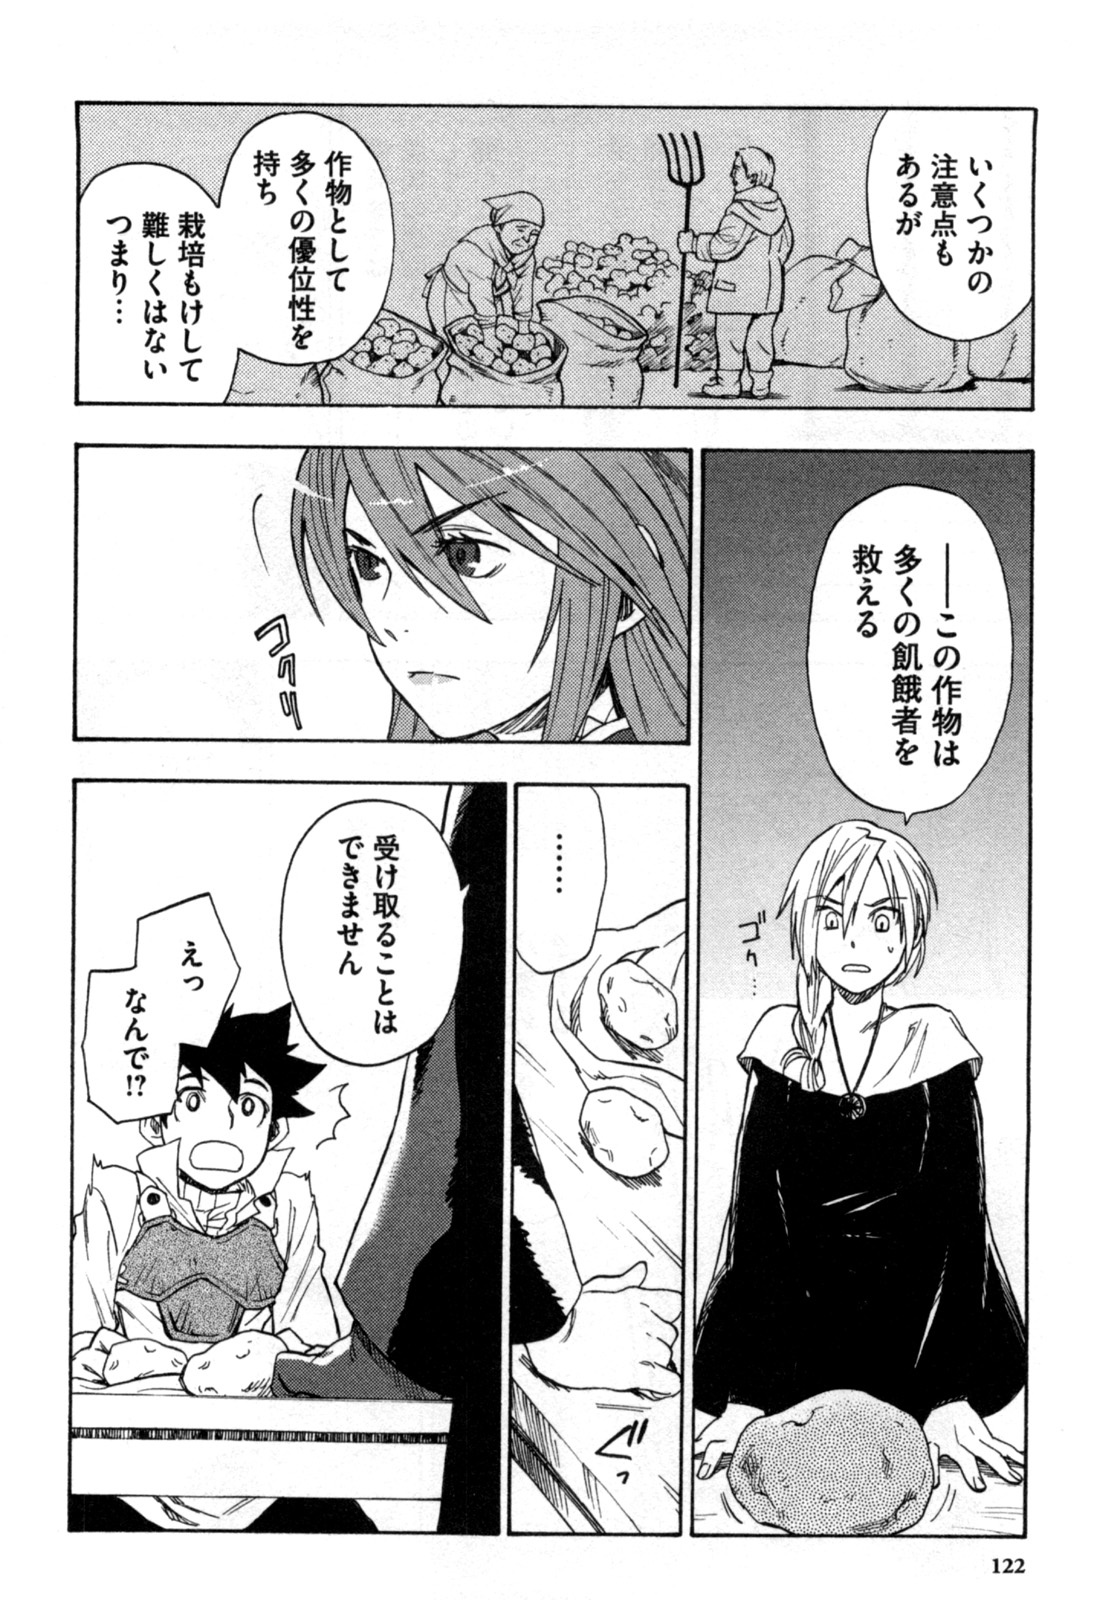 いくつかの
注意点も
あるが
作物として
多くの優位性を
持ち
栽培もけして
難しくはない
つまり…
──この作物は
多くの飢餓者を
救える
ゴク……
コクリ
……
ぐっ
受け取ることは
できません
えっ
なんで!?
122